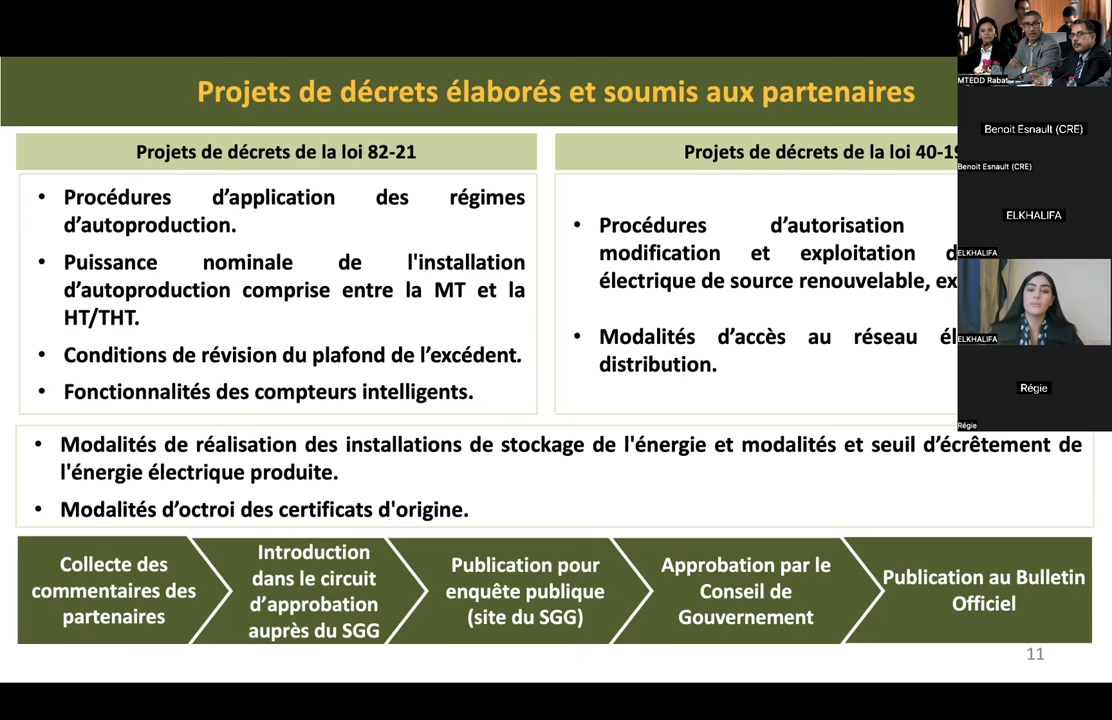 Projets de décrets élaborés et soumis aux partenaires
Projets de décrets de la loi 82-21
Procédures d’application des régimes
d’autoproduction.
Puissance nominale de l'installation
d’autoproduction comprise entre la MT et la
HT/THT.
Conditions de révision du plafond de l’excédent.
Fonctionnalités des compteurs intelligents.
Projets de décrets de la loi 40-19
Procédures d’autorisation
modification et exploitation
électrique de source renouvelable,
Modalités d’accès au réseau
distribution.
Modalités de réalisation des installations de stockage de l'énergie et modalités et seuil d’écrêtement de
l'énergie électrique produite.
Modalités d’octroi des certificats d'origine.
Collecte des
commentaires des
partenaires
Introduction
dans le circuit
d’approbation
auprès du SGG
Publication pour
enquête publique
(site du SGG)
Approbation par le
Conseil de
Gouvernement
Publication au Bulletin
Officiel
11
MTEDD Rabat
Benoit Esnault (CRE)
Benoit Esnault (CRE)
ELKHALIFA
ELKHALIFA
ELKHALIFA
Régie
Régie